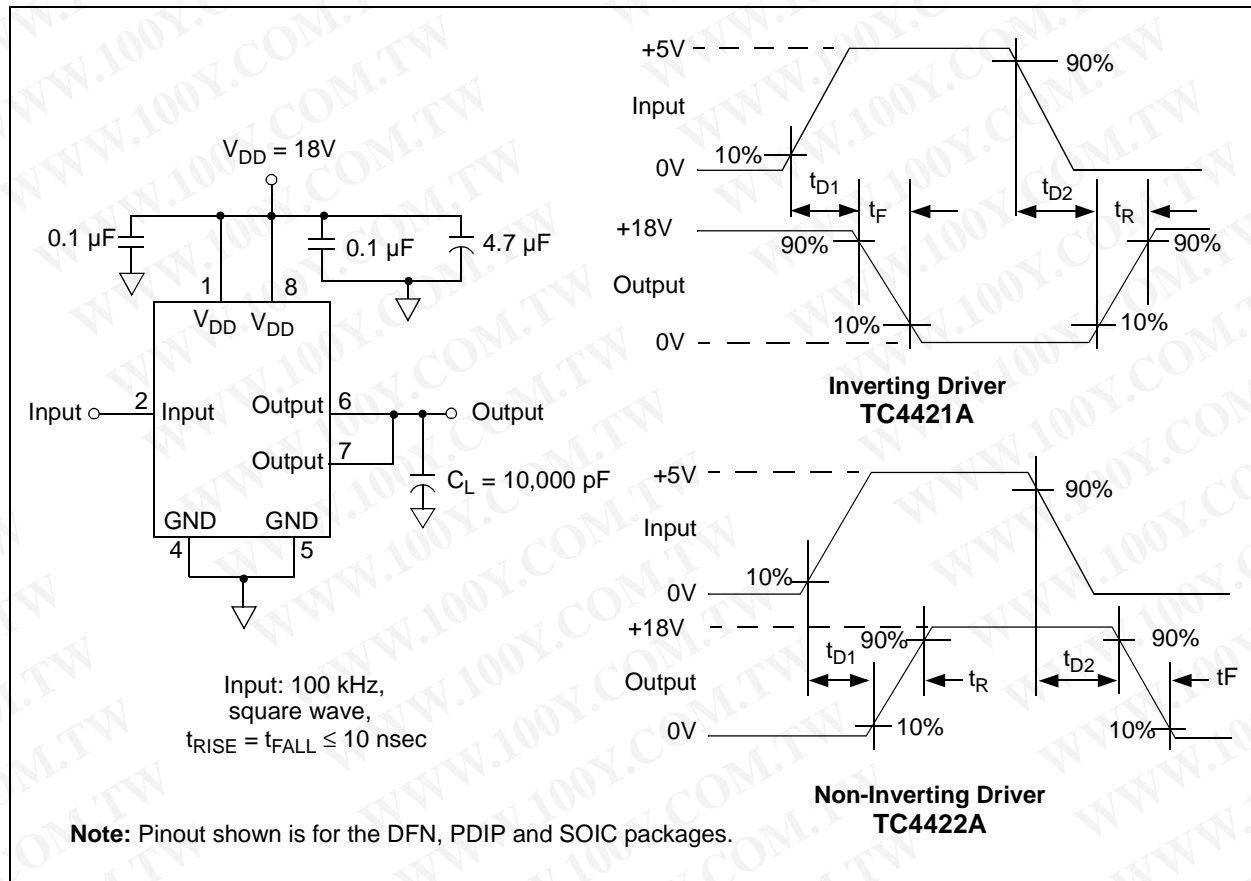 V_DD = 18V
0.1 µF
0.1 µF
4.7 µF
1
8
V_DD
V_DD
Input
2
Input
Output
6
Output
Output
7
C_L = 10,000 pF
GND
GND
4
5
Input: 100 kHz,
square wave,
t_RISE = t_FALL ≤ 10 nsec
Note: Pinout shown is for the DFN, PDIP and SOIC packages.
+5V
90%
Input
10%
0V
t_D1
t_F
t_D2
t_R
+18V
90%
90%
Output
10%
10%
0V
Inverting Driver
TC4421A
+5V
90%
Input
10%
0V
+18V
t_D1
90%
t_D2
90%
Output
t_R
tF
0V
10%
10%
Non-Inverting Driver
TC4422A
WWW.100Y.COM.TW